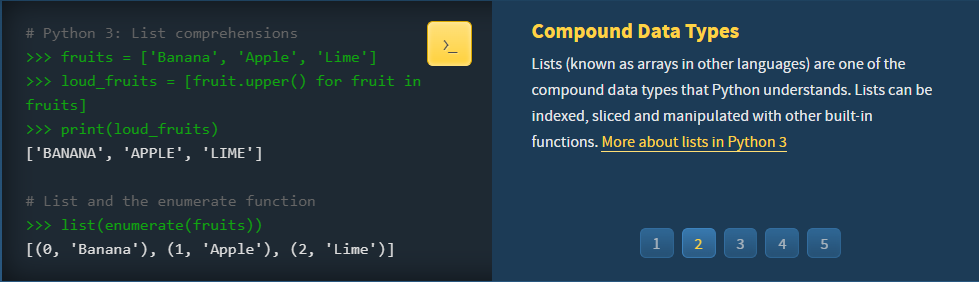 # Python 3: List comprehensions
>>> fruits = ['Banana', 'Apple', 'Lime']
>>> loud_fruits = [fruit.upper() for fruit in
fruits]
>>> print(loud_fruits)
['BANANA', 'APPLE', 'LIME']
# List and the enumerate function
>>> list(enumerate(fruits))
[(0, 'Banana'), (1, 'Apple'), (2, 'Lime')]
>_
Compound Data Types
Lists (known as arrays in other languages) are one of the
compound data types that Python understands. Lists can be
indexed, sliced and manipulated with other built-in
functions. More about lists in Python 3
1 2 3 4 5